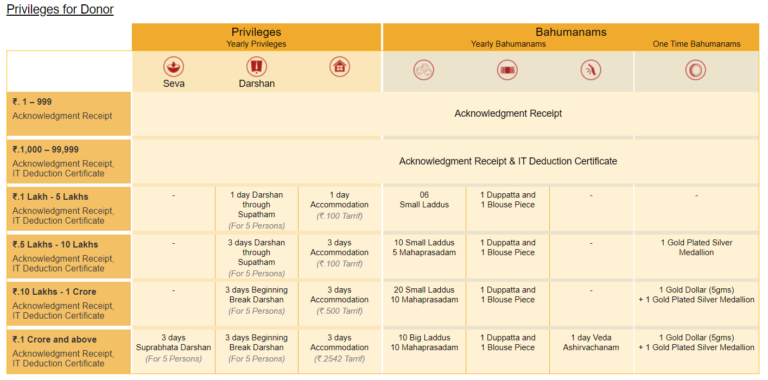 Privileges for Donor
Privileges
Yearly Privileges
Bahumanams
Yearly Bahumanams
One Time Bahumanams
Seva
Darshan
₹. 1 – 999
Acknowledgment Receipt
Acknowledgment Receipt
₹.1,000 – 99,999
Acknowledgment Receipt,
IT Deduction Certificate
Acknowledgment Receipt & IT Deduction Certificate
₹.1 Lakh - 5 Lakhs
Acknowledgment Receipt,
IT Deduction Certificate
-
1 day Darshan
through
Supatham
(For 5 Persons)
1 day
Accommodation
(₹.100 Tarrif)
06
Small Laddus
1 Duppatta and
1 Blouse Piece
-
-
₹.5 Lakhs - 10 Lakhs
Acknowledgment Receipt,
IT Deduction Certificate
-
3 days Darshan
through
Supatham
(For 5 Persons)
3 days
Accommodation
(₹.100 Tarrif)
10 Small Laddus
5 Mahaprasadam
1 Duppatta and
1 Blouse Piece
-
1 Gold Plated Silver
Medallion
₹.10 Lakhs - 1 Crore
Acknowledgment Receipt,
IT Deduction Certificate
-
3 days Beginning
Break Darshan
(For 5 Persons)
3 days
Accommodation
(₹.500 Tarrif)
20 Small Laddus
10 Mahaprasadam
1 Duppatta and
1 Blouse Piece
-
1 Gold Dollar (5gms)
+ 1 Gold Plated Silver Medallion
₹.1 Crore and above
Acknowledgment Receipt,
IT Deduction Certificate
3 days
Suprabhata Darshan
(For 5 Persons)
3 days Beginning
Break Darshan
(For 5 Persons)
3 days
Accommodation
(₹.2542 Tarrif)
10 Big Laddus
10 Mahaprasadam
1 Duppatta and
1 Blouse Piece
1 day Veda
Ashirvachanam
1 Gold Dollar (5gms)
+ 1 Gold Plated Silver Medallion